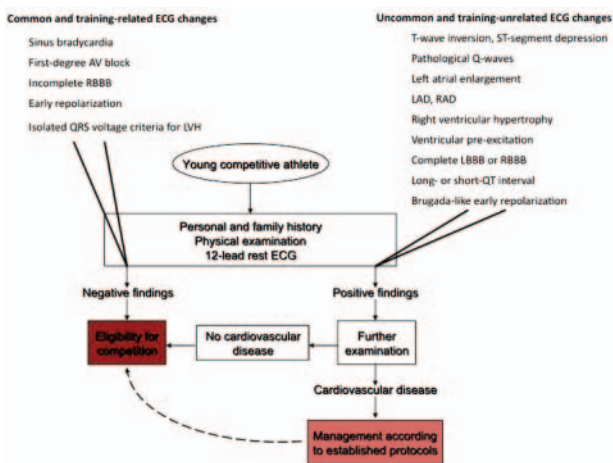 Common and training-related ECG changes
Sinus bradycardia
First-degree AV block
Incomplete RBBB
Early repolarization
Isolated QRS voltage criteria for LVH
Uncommon and training-unrelated ECG changes
T-wave inversion, ST-segment depression
Pathological Q-waves
Left atrial enlargement
LAD, RAD
Right ventricular hypertrophy
Ventricular pre-excitation
Complete LBBB or RBBB
Long- or short-QT interval
Brugada-like early repolarization
Young competitive athlete
Personal and family history
Physical examination
12-lead rest ECG
Negative findings
Positive findings
Eligibility for
competition
No cardiovascular
disease
Further
examination
Cardiovascular disease
Management according
to established protocols